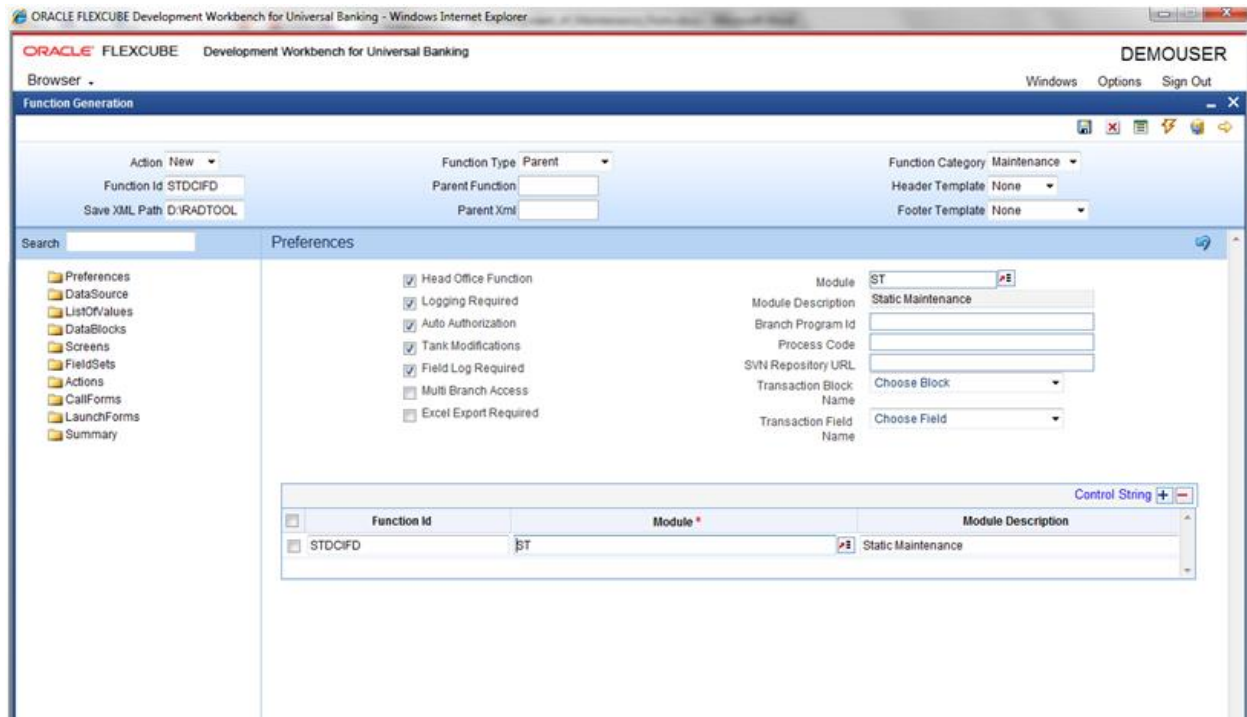 ORACLE FLEXCUBE Development Workbench for Universal Banking - Windows Internet Explorer
ORACLE FLEXCUBE Development Workbench for Universal Banking
DEMOUSER
Browser
Windows Options Sign Out
Function Generation
Action New
Function Type Parent
Function Category Maintenance
Function Id STDCIFD
Parent Function
Header Template None
Save XML Path D:\RADTOOL
Parent Xml
Footer Template None
Search
Preferences
Preferences
DataSource
ListOfValues
DataBlocks
Screens
FieldSets
Actions
CallForms
LaunchForms
Summary
Head Office Function
Logging Required
Auto Authorization
Tank Modifications
Field Log Required
Multi Branch Access
Excel Export Required
Module ST
Module Description Static Maintenance
Branch Program Id
Process Code
SVN Repository URL
Transaction Block Choose Block
Name
Transaction Field Choose Field
Name
Control String + -
Function Id Module * Module Description
STDCIFD ST Static Maintenance